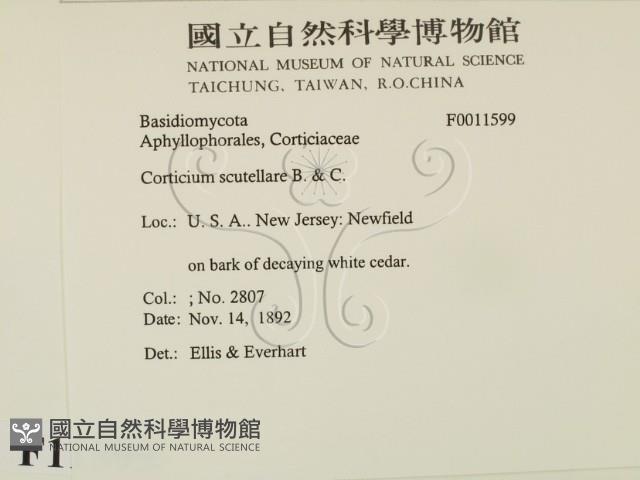 國立自然科學博物館
NATIONAL MUSEUM OF NATURAL SCIENCE
TAICHUNG, TAIWAN, R.O.CHINA
Basidiomycota F0011599
Aphyllophorales, Corticiaceae
Corticium scutellare B. & C.
Loc.: U. S. A.. New Jersey: Newfield
on bark of decaying white cedar.
Col.: ; No. 2807
Date: Nov. 14, 1892
Det.: Ellis & Everhart
國立自然科學博物館
NATIONAL MUSEUM OF NATURAL SCIENCE
F1